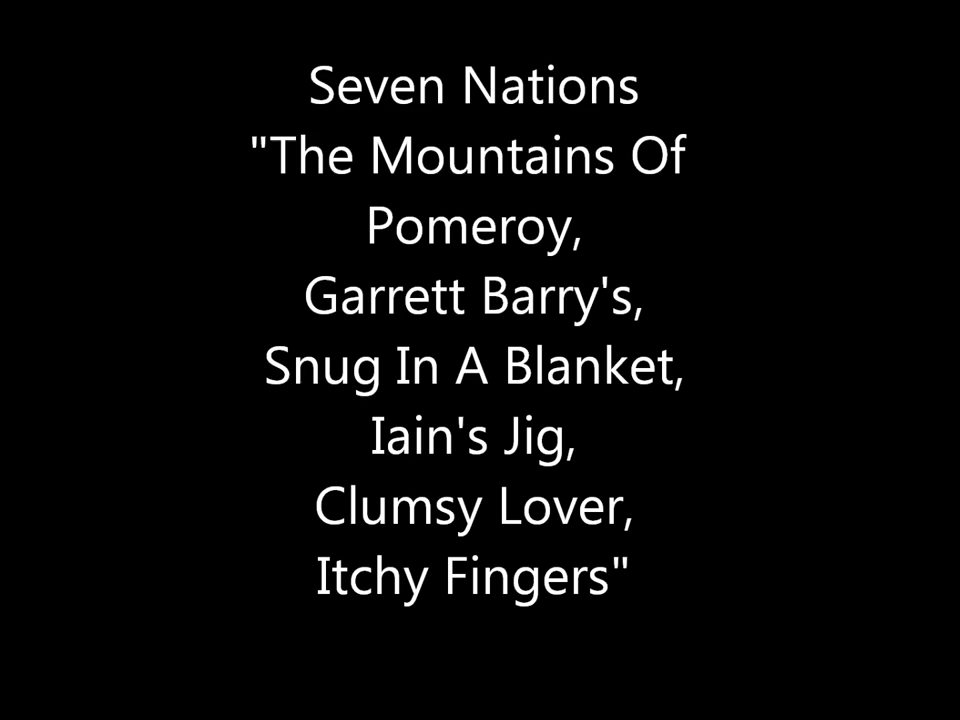 Seven Nations
"The Mountains Of
Pomeroy,
Garrett Barry's,
Snug In A Blanket,
Iain's Jig,
Clumsy Lover,
Itchy Fingers"